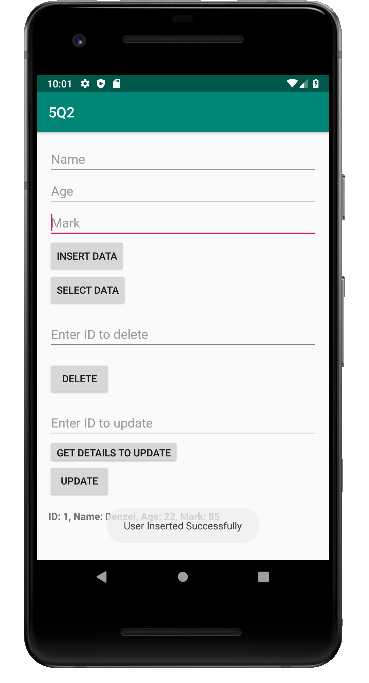 10:01
5Q2
Name
Age
Mark
INSERT DATA
SELECT DATA
Enter ID to delete
DELETE
Enter ID to update
GET DETAILS TO UPDATE
UPDATE
ID: 1, Name: Denzel, Age: 22, Mark: 85
User Inserted Successfully